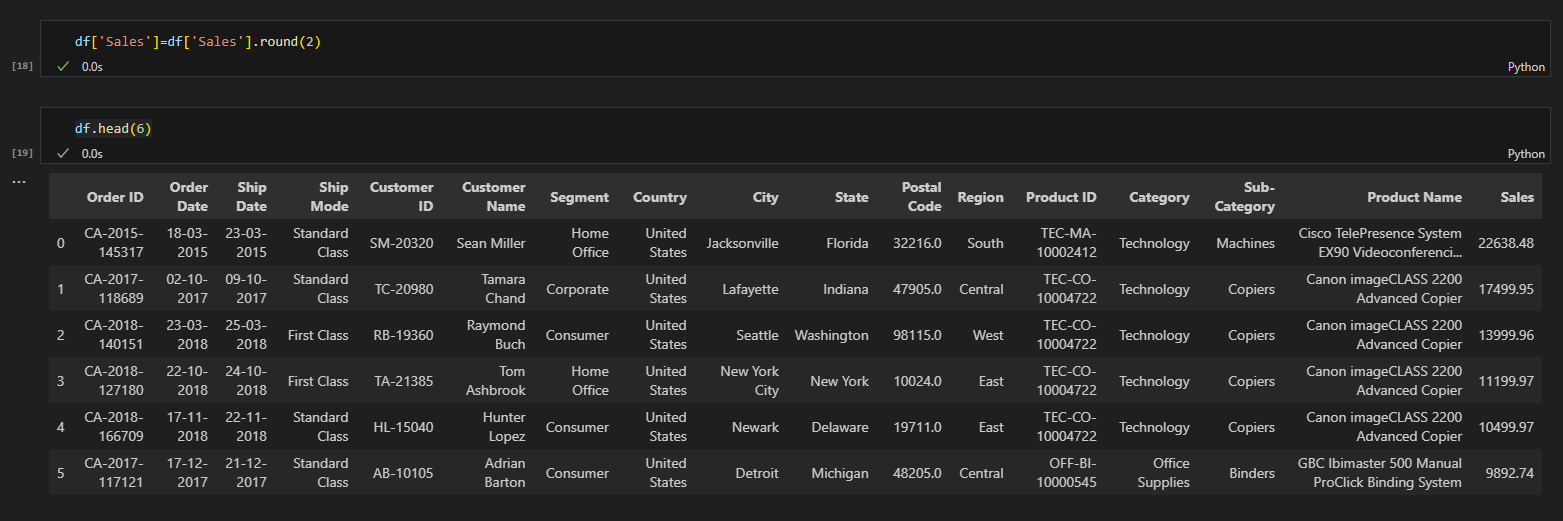 df['Sales']=df['Sales'].round(2)
[18]
0.0s
Python
df.head(6)
[19]
0.0s
Python
...
Order ID Order Date Ship Date Ship Mode Customer ID Customer Name Segment Country City State Postal Code Region Product ID Category Sub-Category Product Name Sales
0 CA-2015-145317 18-03-2015 23-03-2015 Standard Class SM-20320 Sean Miller Home Office United States Jacksonville Florida 32216.0 South TEC-MA-10002412 Technology Machines Cisco TelePresence System EX90 Videoconferenci... 22638.48
1 CA-2017-118689 02-10-2017 09-10-2017 Standard Class TC-20980 Tamara Chand Corporate United States Lafayette Indiana 47905.0 Central TEC-CO-10004722 Technology Copiers Canon imageCLASS 2200 Advanced Copier 17499.95
2 CA-2018-140151 23-03-2018 25-03-2018 First Class RB-19360 Raymond Buch Consumer United States Seattle Washington 98115.0 West TEC-CO-10004722 Technology Copiers Canon imageCLASS 2200 Advanced Copier 13999.96
3 CA-2018-127180 22-10-2018 24-10-2018 First Class TA-21385 Tom Ashbrook Home Office United States New York City New York 10024.0 East TEC-CO-10004722 Technology Copiers Canon imageCLASS 2200 Advanced Copier 11199.97
4 CA-2018-166709 17-11-2018 22-11-2018 Standard Class HL-15040 Hunter Lopez Consumer United States Newark Delaware 19711.0 East TEC-CO-10004722 Technology Copiers Canon imageCLASS 2200 Advanced Copier 10499.97
5 CA-2017-117121 17-12-2017 21-12-2017 Standard Class AB-10105 Adrian Barton Consumer United States Detroit Michigan 48205.0 Central OFF-BI-10000545 Office Supplies Binders GBC Ibimaster 500 Manual ProClick Binding System 9892.74